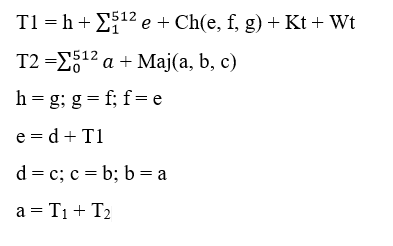 T1 = h + ∑₁⁵¹² e + Ch(e, f, g) + Kt + Wt
T2 =∑₀⁵¹² a + Maj(a, b, c)
h = g; g = f; f = e
e = d + T1
d = c; c = b; b = a
a = T₁ + T₂